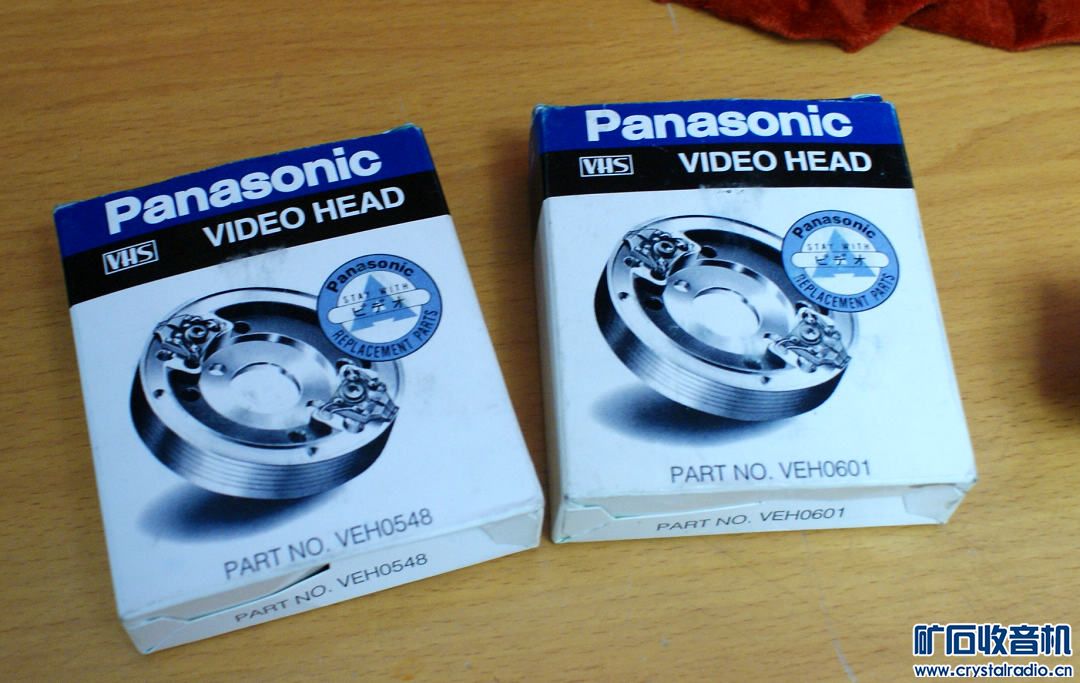 Panasonic
VHS VIDEO HEAD
Panasonic
STAY WITH
ビデオ
REPLACEMENT PARTS
PART NO. VEH0548
PART NO. VEH0548
Panasonic
VHS VIDEO HEAD
Panasonic
STAY WITH
ビデオ
REPLACEMENT PARTS
PART NO. VEH0601
PART NO. VEH0601
矿石收音机
www.crystalradio.cn